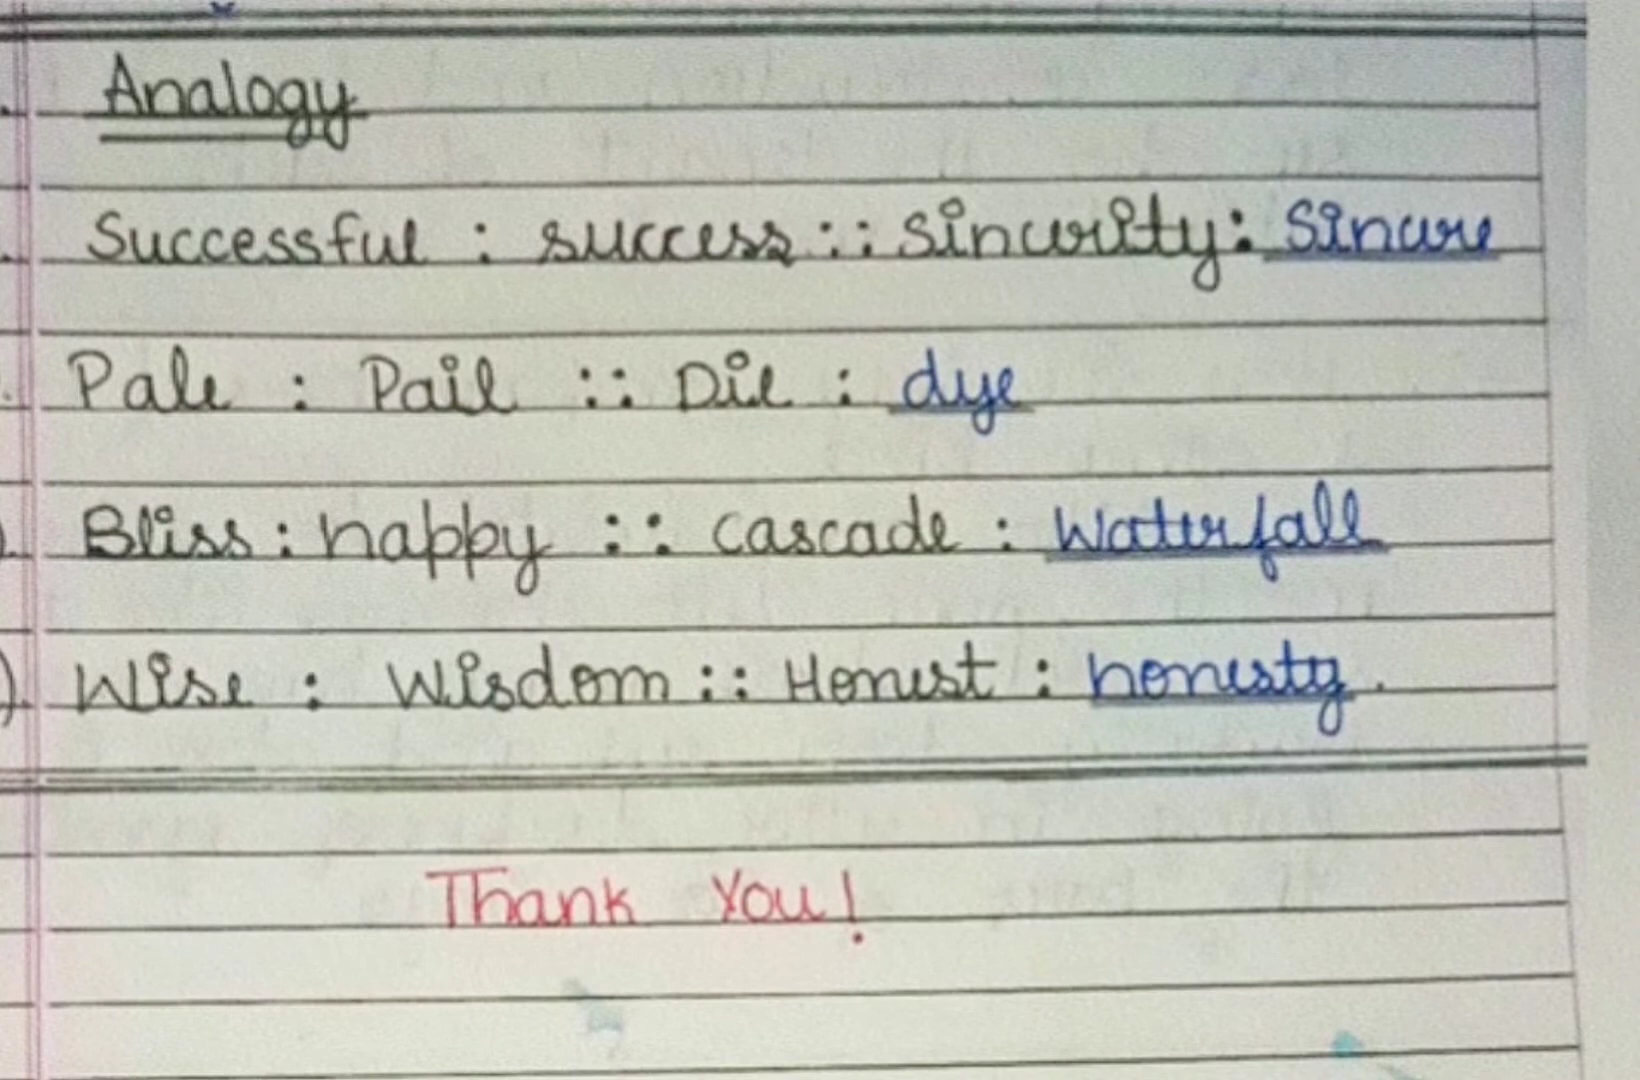 Analogy
Successful : success :: sincerity : Sincere
Pale : Pail :: Die : dye
Bliss : happy :: cascade : Waterfall
Wise : Wisdom :: Honest : honesty.
Thank You!